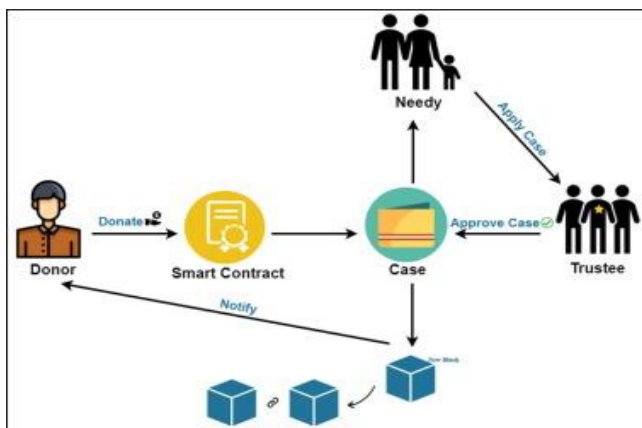 Needy
Apply Case
Donate
Approve Case
Donor
Smart Contract
Case
Trustee
Notify
New Block